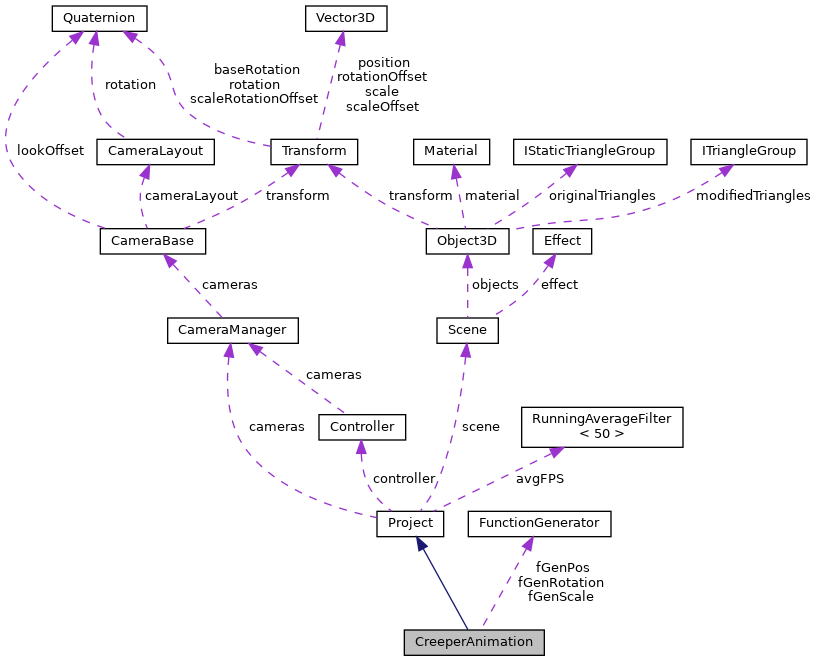 Quaternion
Vector3D
position
rotationOffset
scale
scaleOffset
baseRotation
rotation
scaleRotationOffset
rotation
lookOffset
CameraLayout
Transform
Material
IStaticTriangleGroup
ITriangleGroup
cameraLayout
transform
transform
material
originalTriangles
modifiedTriangles
CameraBase
Object3D
Effect
cameras
objects
effect
CameraManager
Scene
cameras
Controller
RunningAverageFilter
< 50 >
cameras
scene
controller
avgFPS
Project
FunctionGenerator
fGenPos
fGenRotation
fGenScale
CreeperAnimation